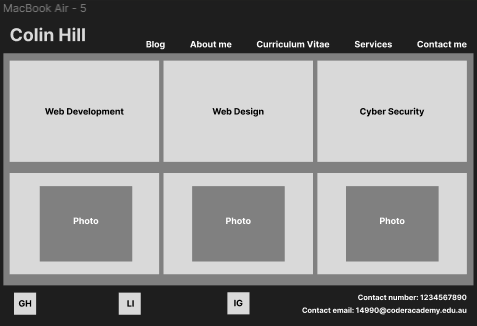 MacBook Air - 5
Colin Hill
Blog About me Curriculum Vitae Services Contact me
Web Development Web Design Cyber Security
Photo Photo Photo
GH LI IG
Contact number: 1234567890
Contact email: 14990@coderacademy.edu.au